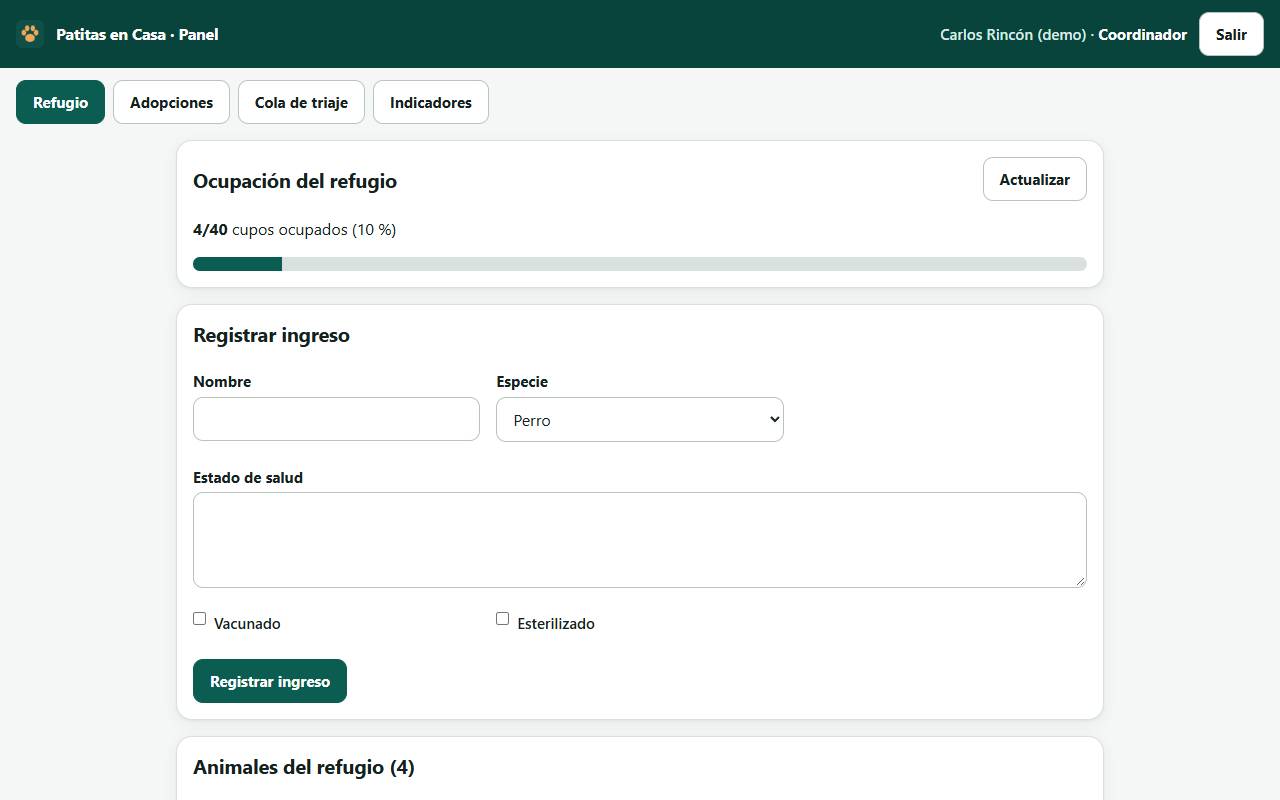 Patitas en Casa · Panel
Carlos Rincón (demo) · Coordinador
Salir
Refugio
Adopciones
Cola de triaje
Indicadores
Ocupación del refugio
Actualizar
4/40 cupos ocupados (10 %)
Registrar ingreso
Nombre
Especie
Perro
Estado de salud
Vacunado
Esterilizado
Registrar ingreso
Animales del refugio (4)